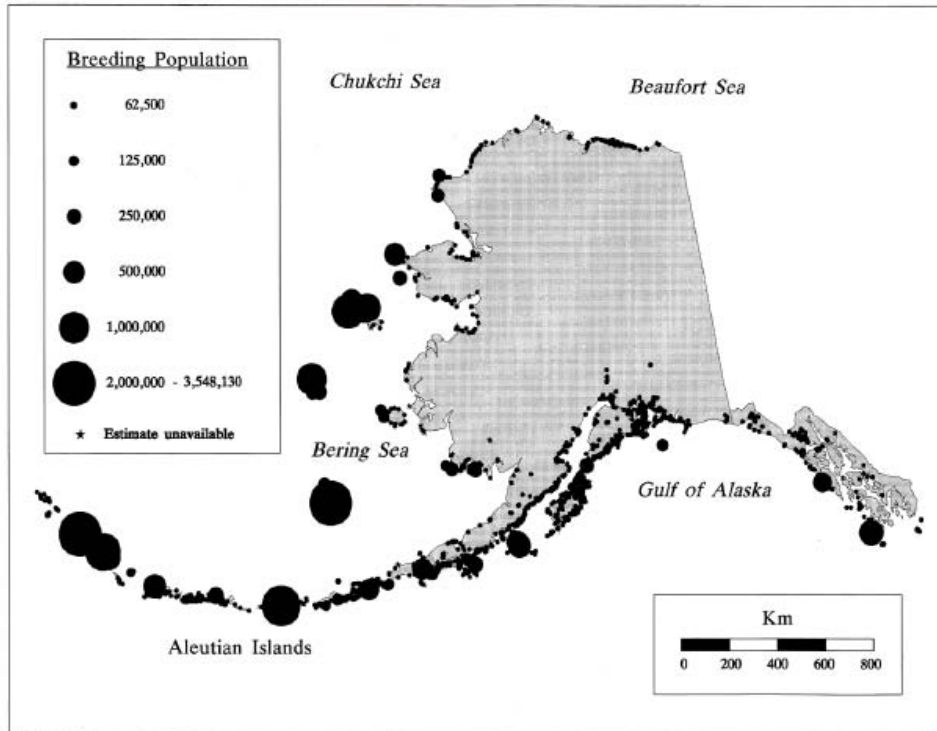 Breeding Population
62,500
125,000
250,000
500,000
1,000,000
2,000,000 - 3,548,130
★ Estimate unavailable
Chukchi Sea
Beaufort Sea
Bering Sea
Gulf of Alaska
Aleutian Islands
Km
0 200 400 600 800